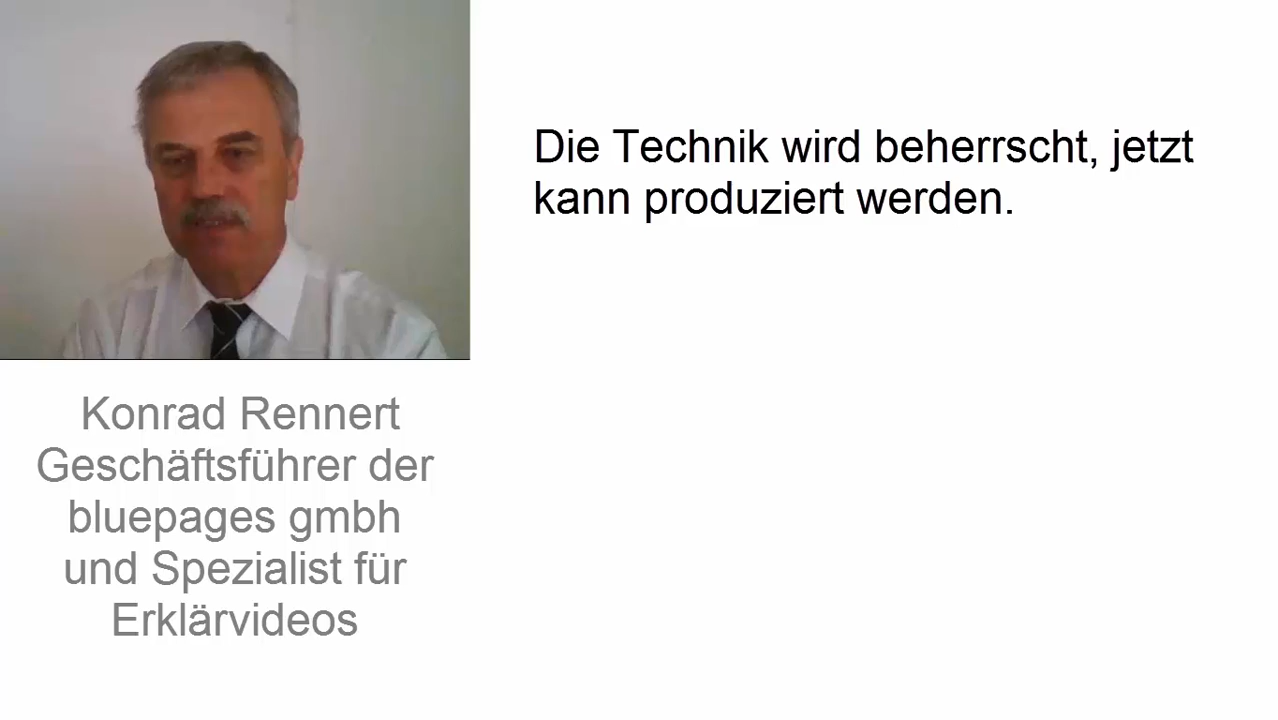 Die Technik wird beherrscht, jetzt
kann produziert werden.
Konrad Rennert
Geschäftsführer der
bluepages gmbh
und Spezialist für
Erklärvideos